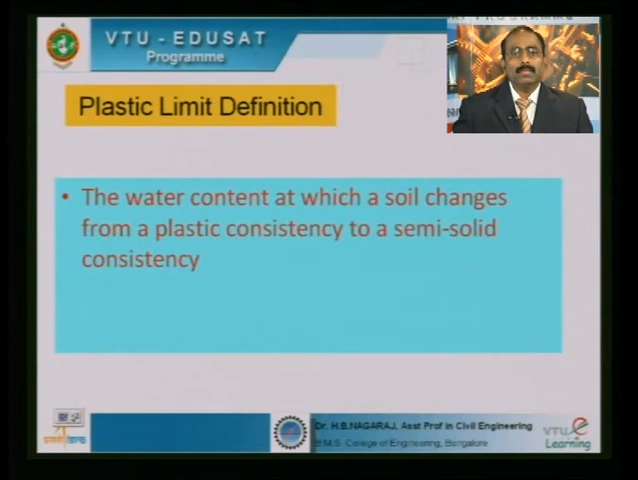 VTU - EDUSAT
Programme
Plastic Limit Definition
• The water content at which a soil changes
from a plastic consistency to a semi-solid
consistency
Dr. H.B.NAGARAJ, Asst Prof in Civil Engineering
B.M.S. College of Engineering, Bangalore
VTU e
Learning